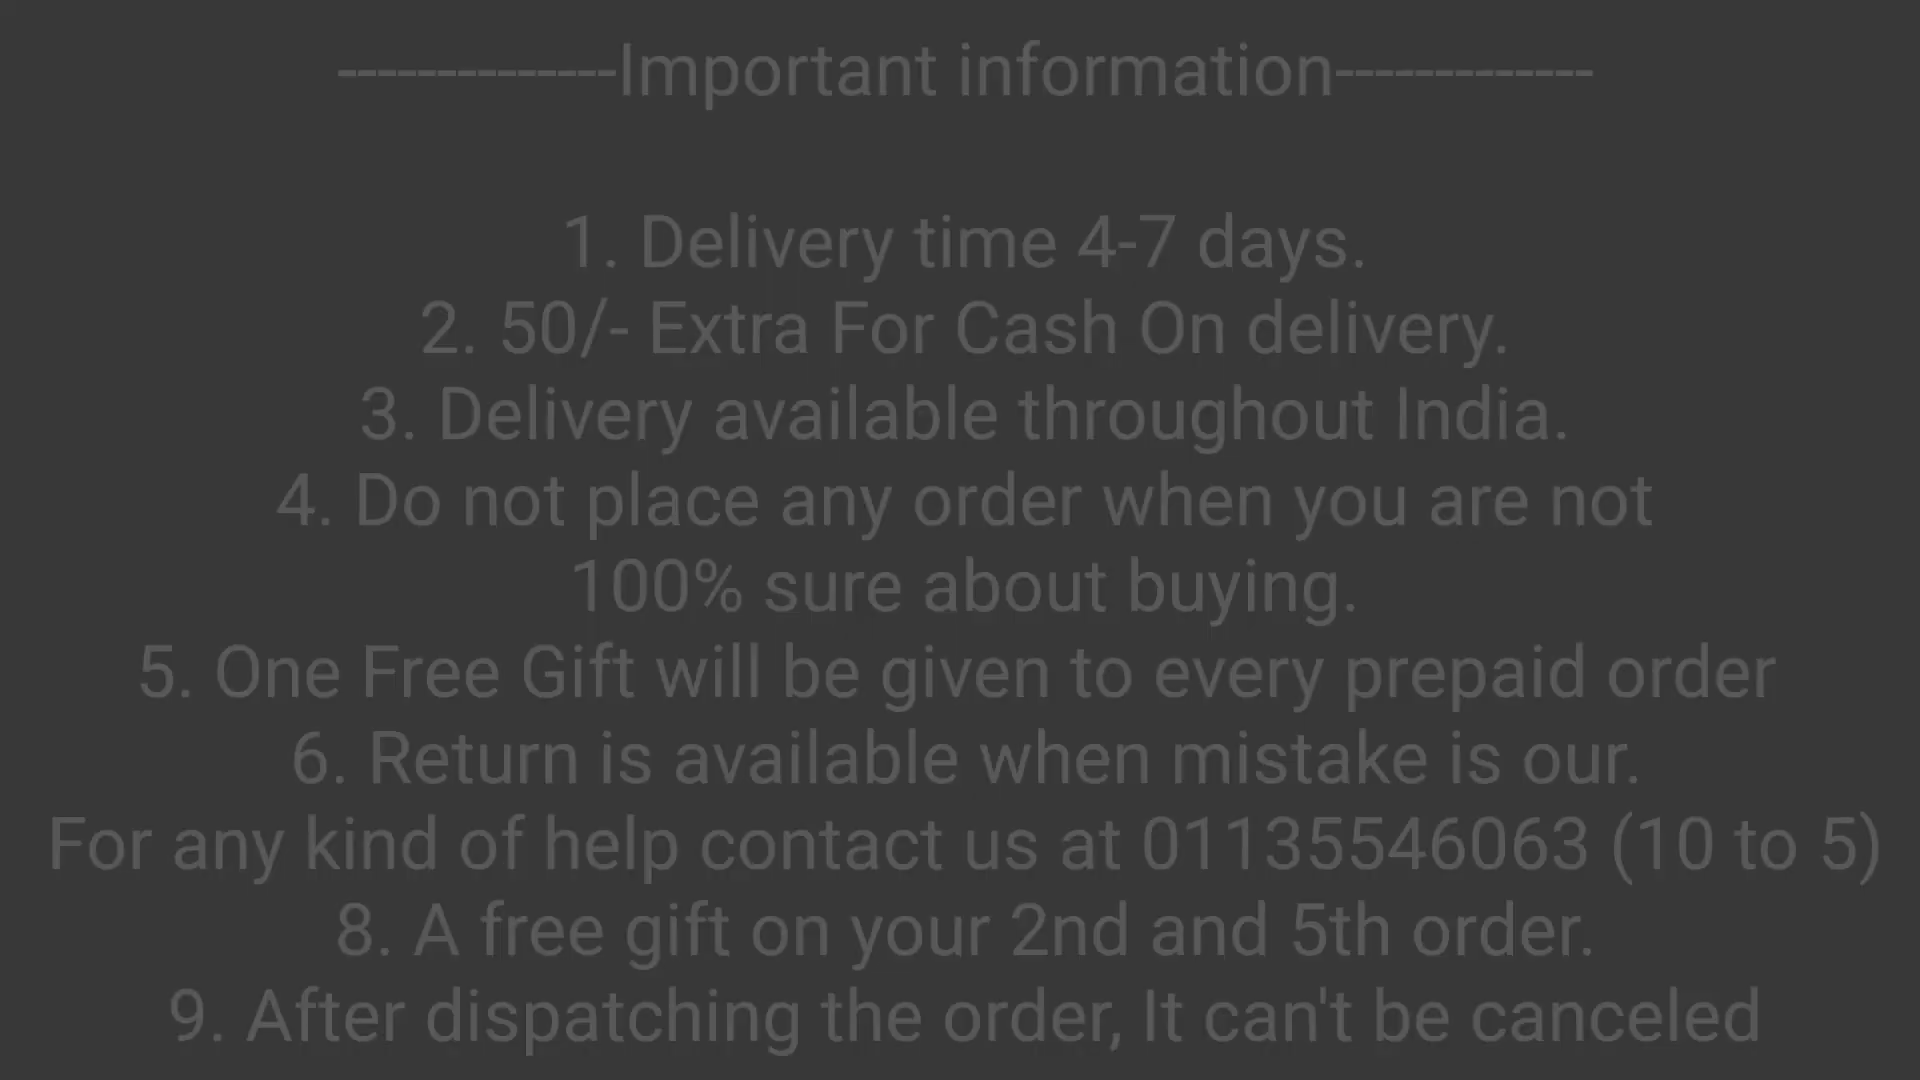 --------------Important information-------------
1. Delivery time 4-7 days.
2. 50/- Extra For Cash On delivery.
3. Delivery available throughout India.
4. Do not place any order when you are not
100% sure about buying.
5. One Free Gift will be given to every prepaid order
6. Return is available when mistake is our.
For any kind of help contact us at 01135546063 (10 to 5)
8. A free gift on your 2nd and 5th order.
9. After dispatching the order, It can't be canceled